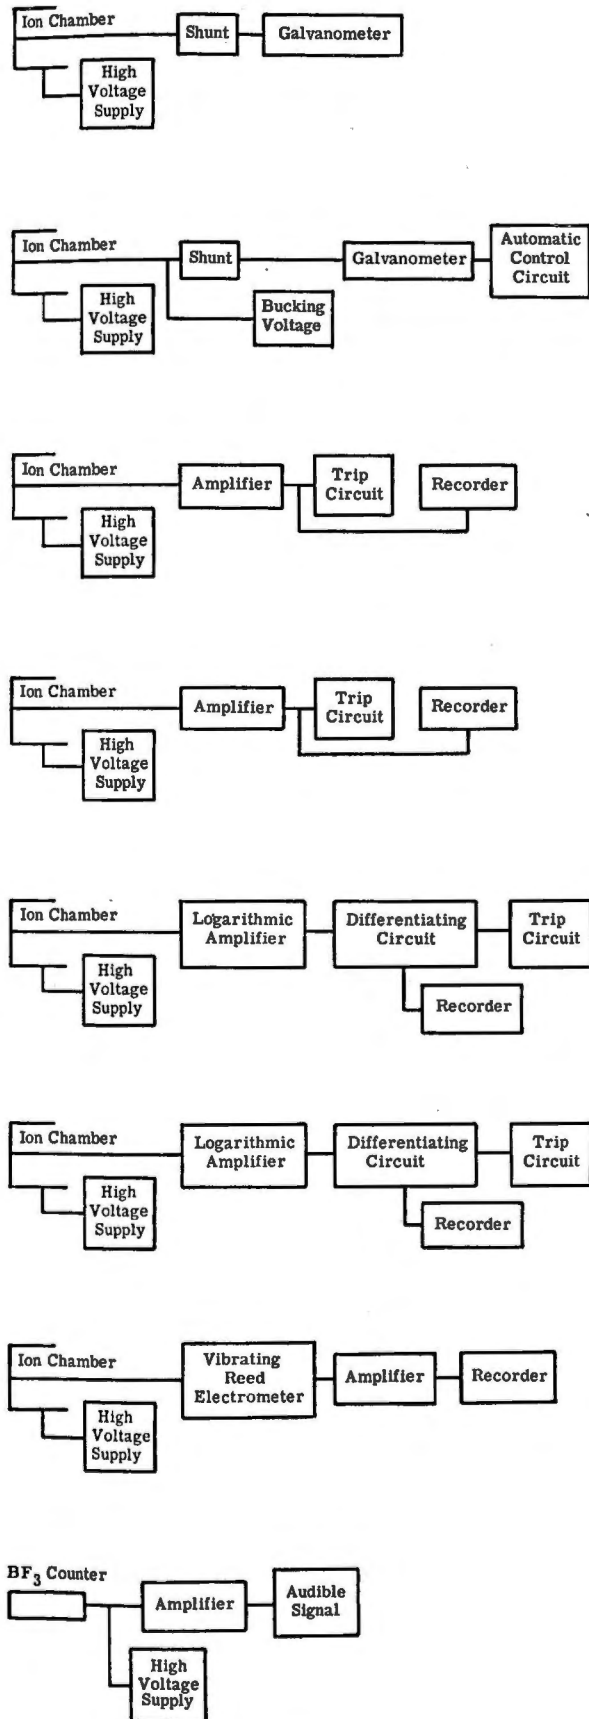 Ion Chamber
Shunt
Galvanometer
High
Voltage
Supply
Ion Chamber
Shunt
Galvanometer
Automatic
Control
Circuit
High
Voltage
Supply
Bucking
Voltage
Ion Chamber
Amplifier
Trip
Circuit
Recorder
High
Voltage
Supply
Ion Chamber
Amplifier
Trip
Circuit
Recorder
High
Voltage
Supply
Ion Chamber
Logarithmic
Amplifier
Differentiating
Circuit
Trip
Circuit
High
Voltage
Supply
Recorder
Ion Chamber
Logarithmic
Amplifier
Differentiating
Circuit
Trip
Circuit
High
Voltage
Supply
Recorder
Ion Chamber
Vibrating
Reed
Electrometer
Amplifier
Recorder
High
Voltage
Supply
BF₃ Counter
Amplifier
Audible
Signal
High
Voltage
Supply